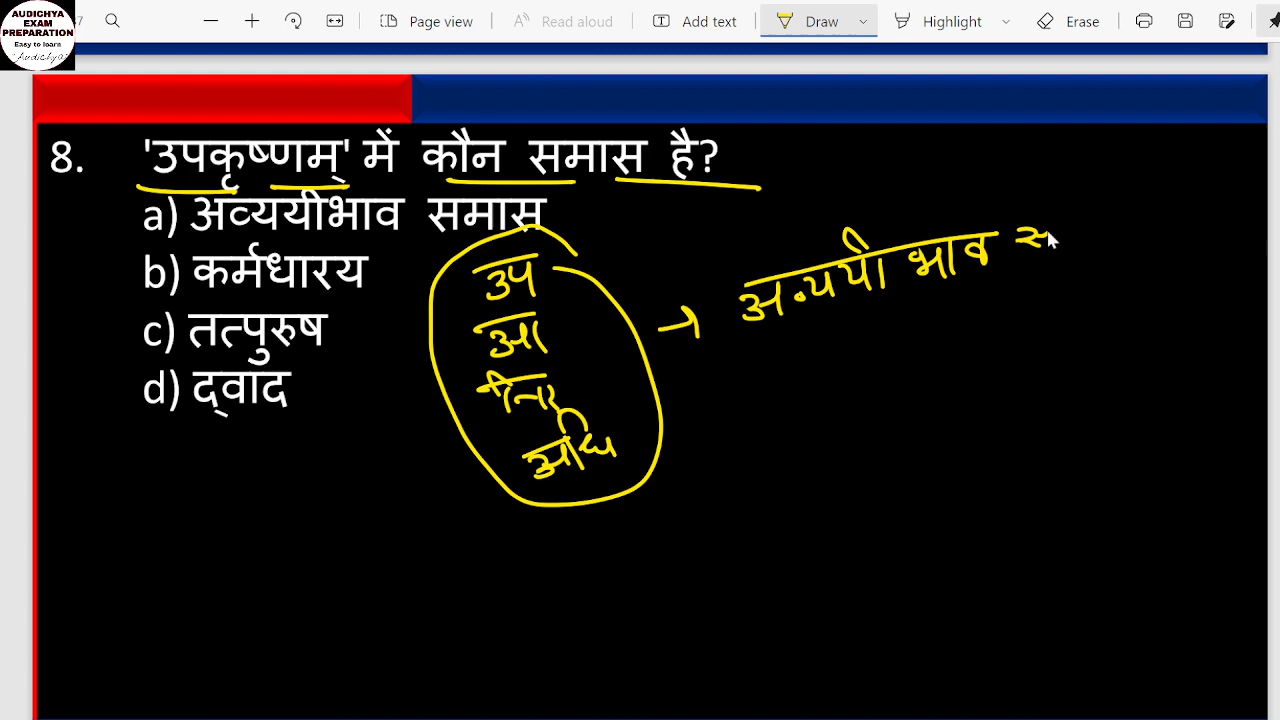 AUDICHYA
EXAM
PREPARATION
Easy to learn
Page view
Read aloud
Add text
Draw
Highlight
Erase
8. 'उपकृष्णम्' में कौन समास है?
a) अव्ययीभाव समास
b) कर्मधारय
c) तत्पुरुष
d) द्वाद
उप
आ
अधि
→ अव्ययी भाव स